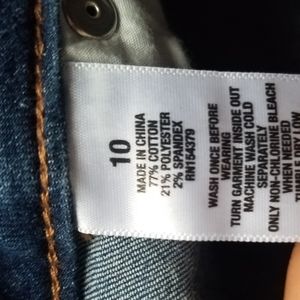 10
MADE IN CHINA
77% COTTON
21% POLYESTER
2% SPANDEX
RN154379
WASH ONCE BEFORE
WEARING
TURN GARMENT INSIDE OUT
MACHINE WASH COLD
SEPARATELY
ONLY NON-CHLORINE BLEACH
WHEN NEEDED